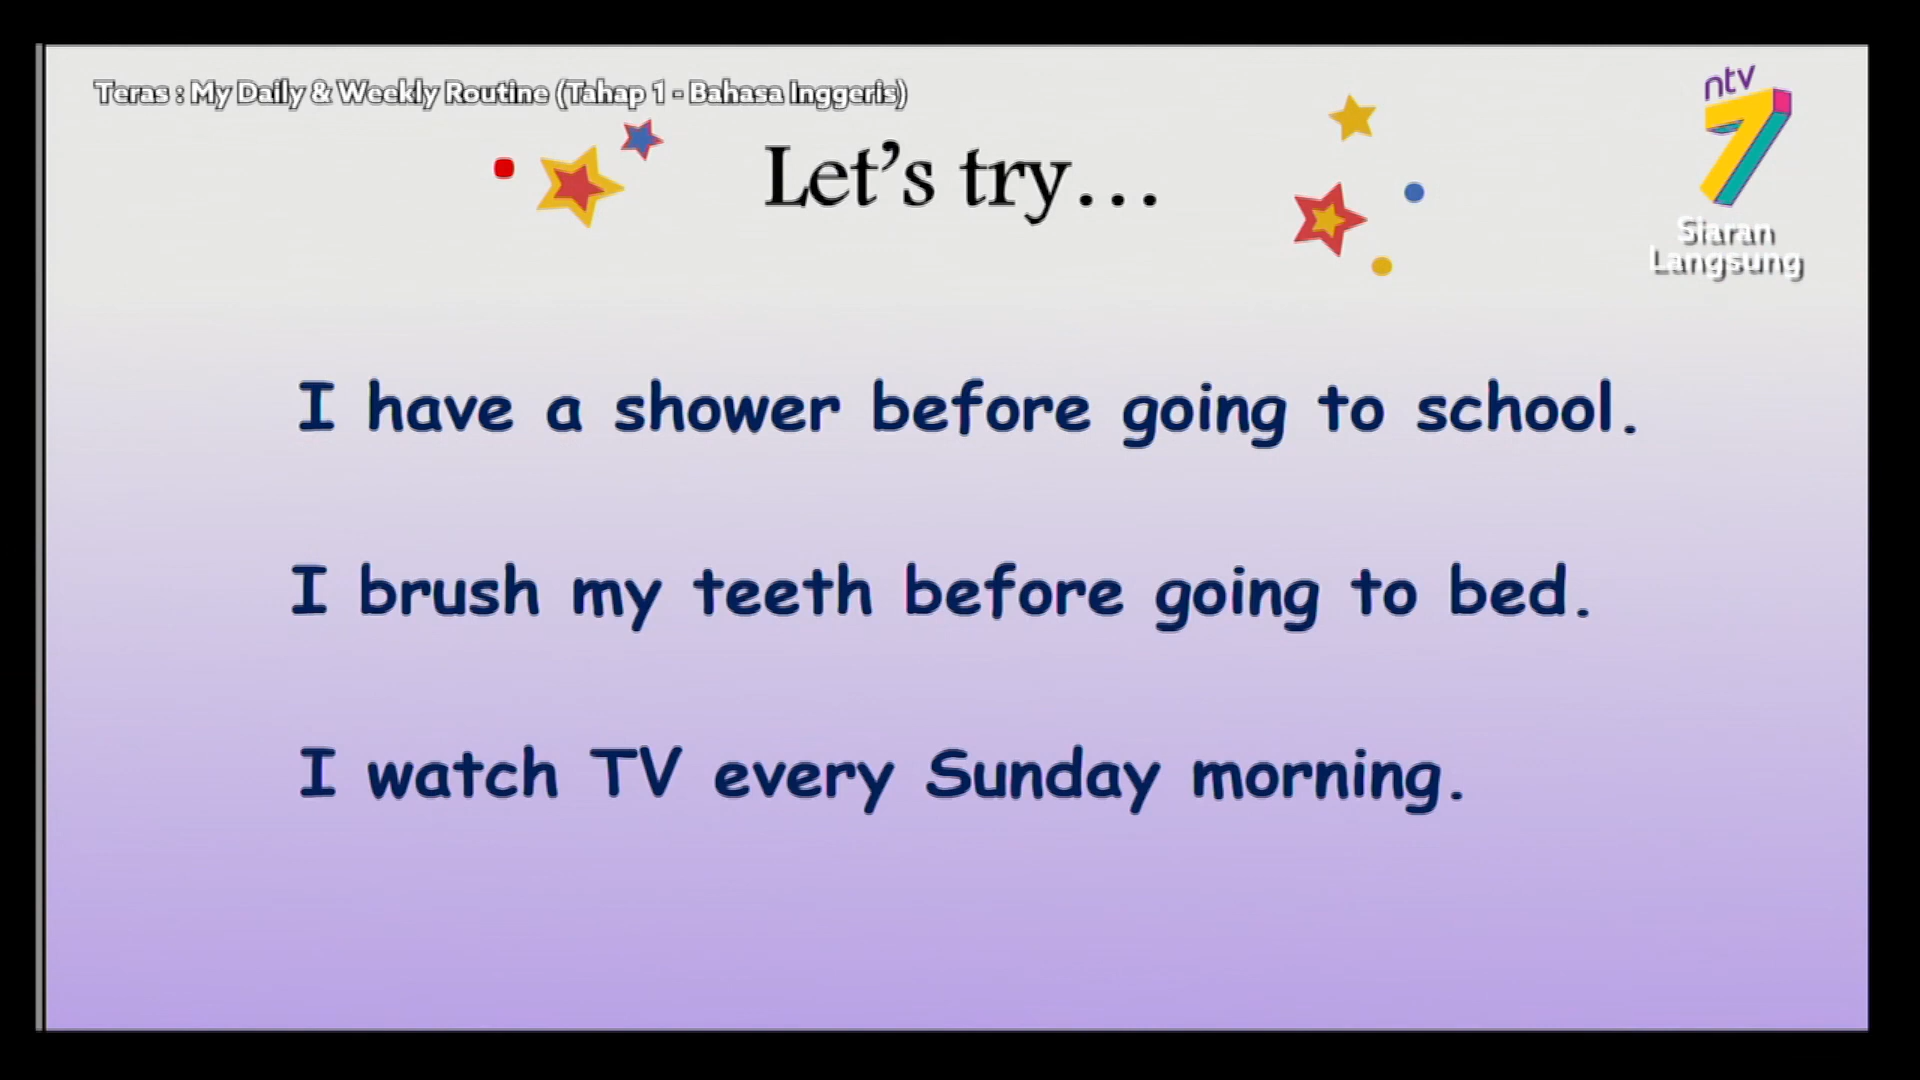 Teras : My Daily & Weekly Routine (Tahap 1 - Bahasa Inggeris)
ntv
7
Let's try...
Siaran
Langsung
I have a shower before going to school.
I brush my teeth before going to bed.
I watch TV every Sunday morning.